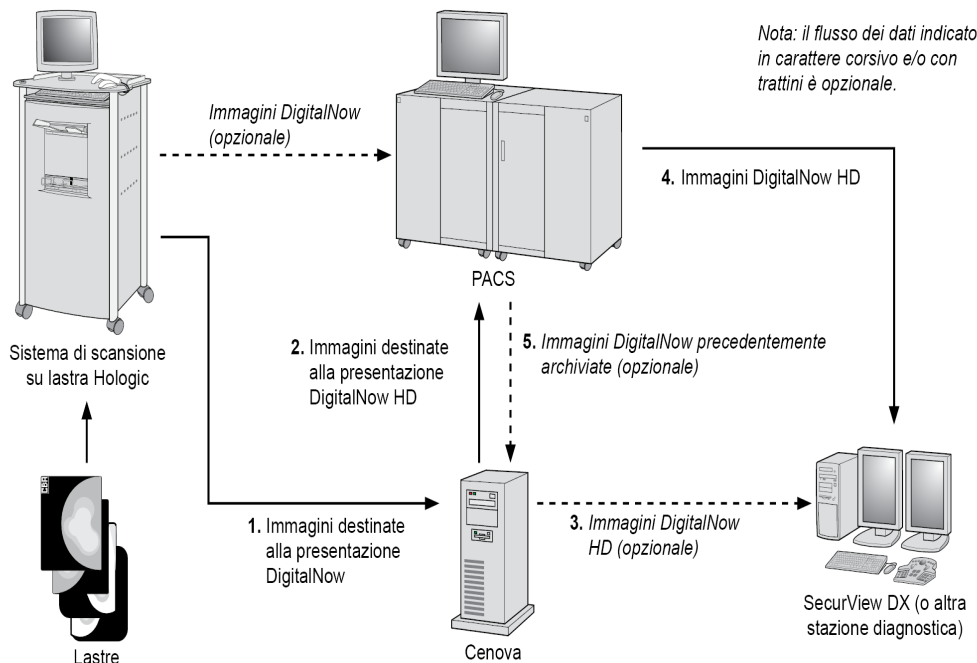 Nota: il flusso dei dati indicato
in carattere corsivo e/o con
trattini è opzionale.
Immagini DigitalNow
(opzionale)
4. Immagini DigitalNow HD
PACS
Sistema di scansione
su lastra Hologic
2. Immagini destinate
alla presentazione
DigitalNow HD
5. Immagini DigitalNow precedentemente
archiviate (opzionale)
1. Immagini destinate
alla presentazione
DigitalNow
3. Immagini DigitalNow
HD (opzionale)
SecurView DX (o altra
stazione diagnostica)
Lastre
Cenova